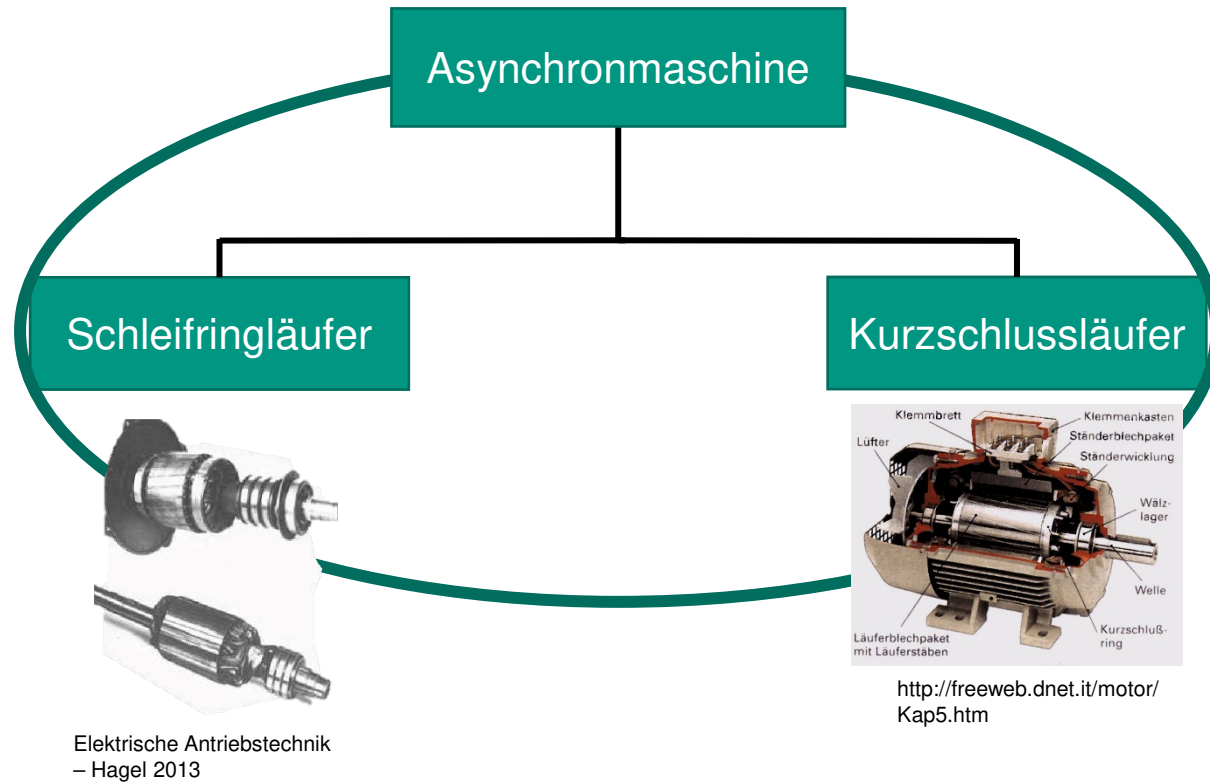 Asynchronmaschine
Schleifringläufer
Kurzschlussläufer
Klemmbrett
Klemmenkasten
Lüfter
Ständerblechpaket
Ständerwicklung
Wälz-
lager
Welle
Kurzschluß-
ring
Läuferblechpaket
mit Läuferstäben
http://freeweb.dnet.it/motor/
Kap5.htm
Elektrische Antriebstechnik
– Hagel 2013